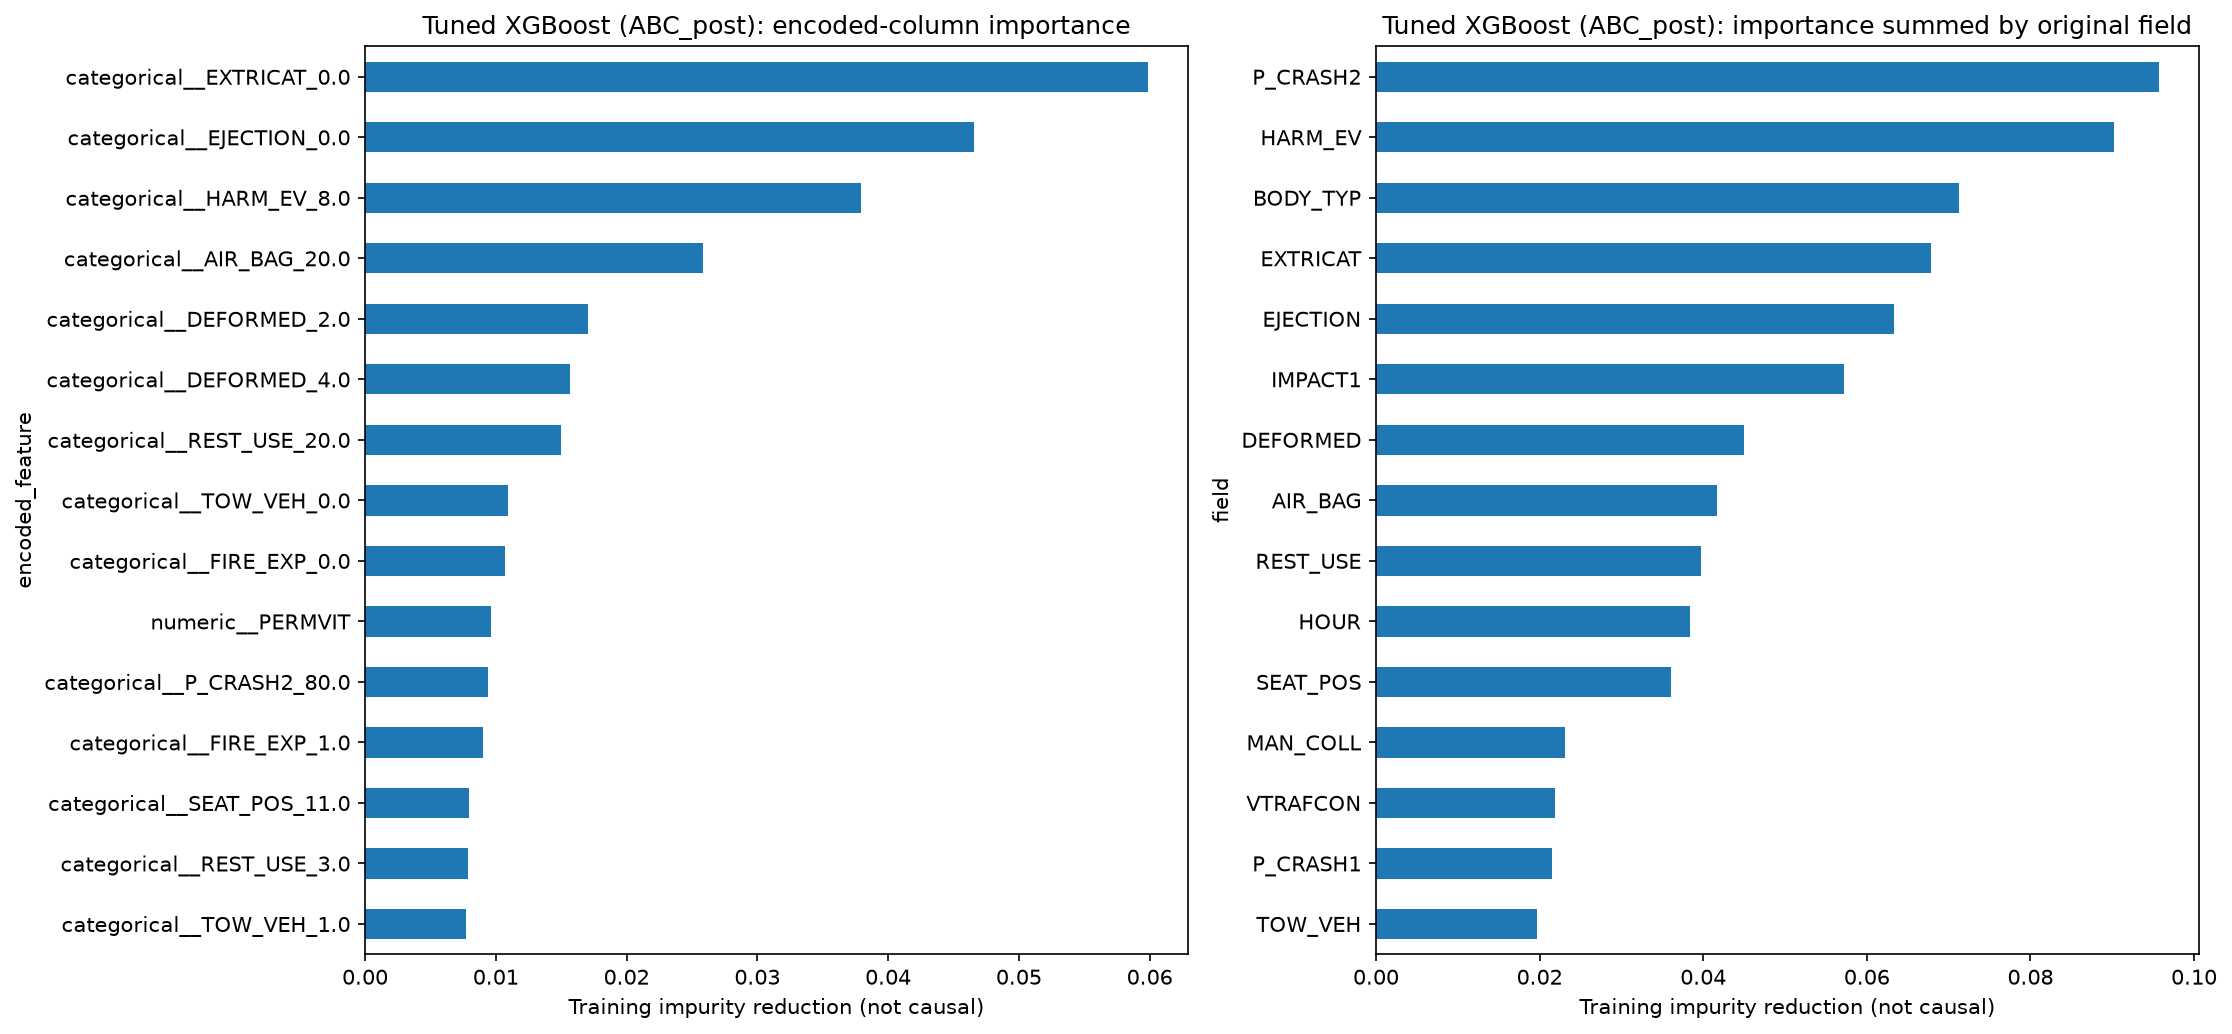 Tuned XGBoost (ABC_post): encoded-column importance
encoded_feature
categorical__EXTRICAT_0.0
categorical__EJECTION_0.0
categorical__HARM_EV_8.0
categorical__AIR_BAG_20.0
categorical__DEFORMED_2.0
categorical__DEFORMED_4.0
categorical__REST_USE_20.0
categorical__TOW_VEH_0.0
categorical__FIRE_EXP_0.0
numeric__PERMVIT
categorical__P_CRASH2_80.0
categorical__FIRE_EXP_1.0
categorical__SEAT_POS_11.0
categorical__REST_USE_3.0
categorical__TOW_VEH_1.0
0.00 0.01 0.02 0.03 0.04 0.05 0.06
Training impurity reduction (not causal)
Tuned XGBoost (ABC_post): importance summed by original field
field
P_CRASH2
HARM_EV
BODY_TYP
EXTRICAT
EJECTION
IMPACT1
DEFORMED
AIR_BAG
REST_USE
HOUR
SEAT_POS
MAN_COLL
VTRAFCON
P_CRASH1
TOW_VEH
0.00 0.02 0.04 0.06 0.08 0.10
Training impurity reduction (not causal)